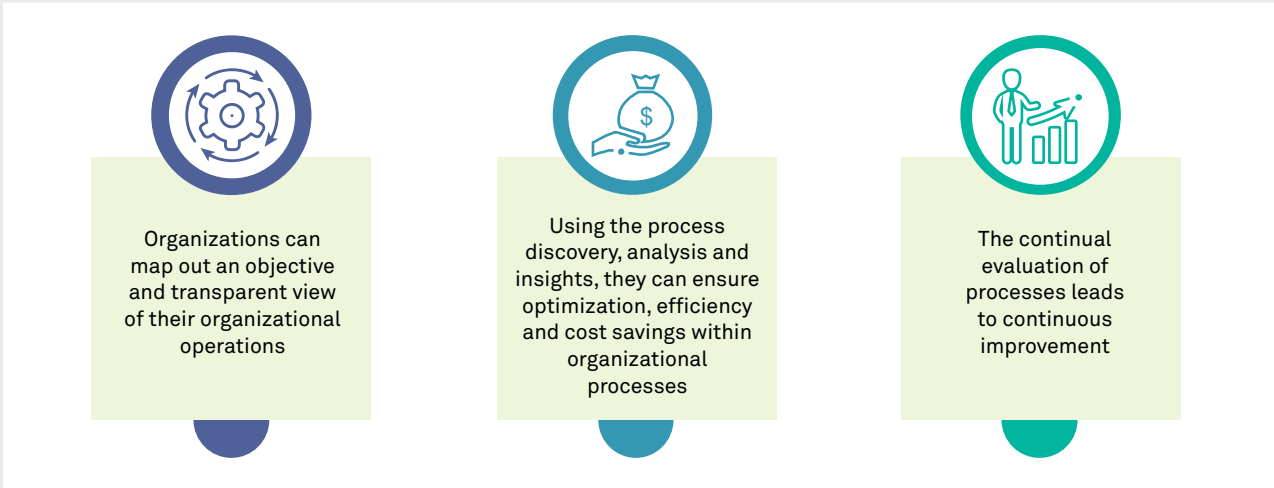 $
Organizations can
map out an objective
and transparent view
of their organizational
operations
Using the process
discovery, analysis and
insights, they can ensure
optimization, efficiency
and cost savings within
organizational
processes
The continual
evaluation of
processes leads
to continuous
improvement